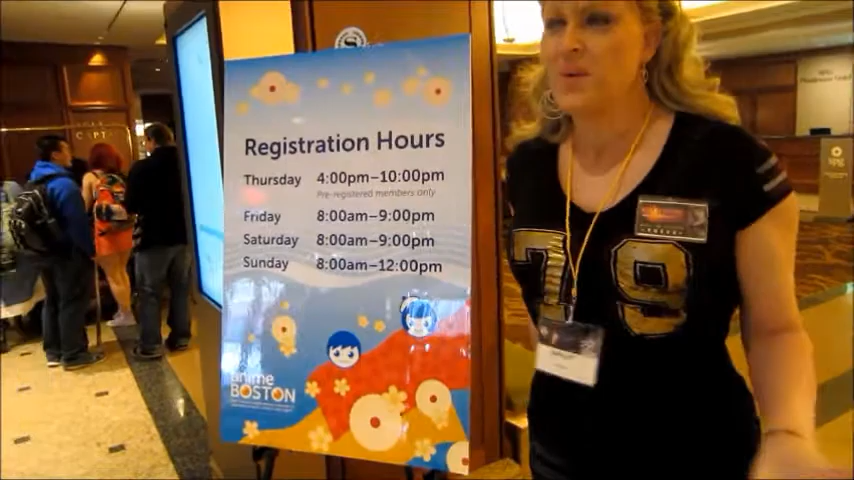 Registration Hours
Thursday 4:00pm–10:00pm
*Pre-registered members only
Friday 8:00am–9:00pm
Saturday 8:00am–9:00pm
Sunday 8:00am–12:00pm
anime
BOSTON